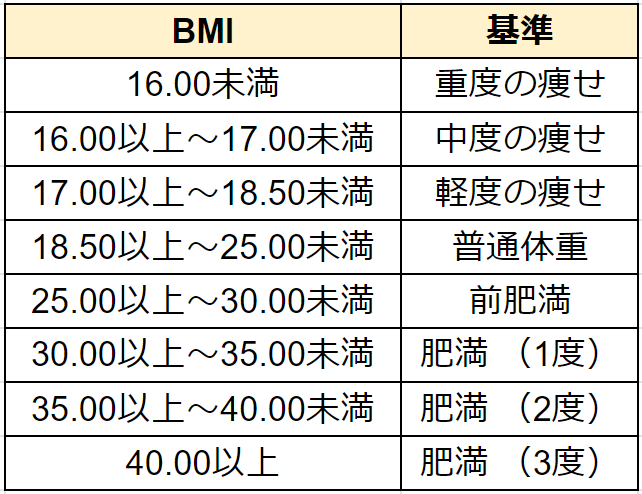 BMI 基準
16.00未満 重度の痩せ
16.00以上～17.00未満 中度の痩せ
17.00以上～18.50未満 軽度の痩せ
18.50以上～25.00未満 普通体重
25.00以上～30.00未満 前肥満
30.00以上～35.00未満 肥満 （1度）
35.00以上～40.00未満 肥満 （2度）
40.00以上 肥満 （3度）